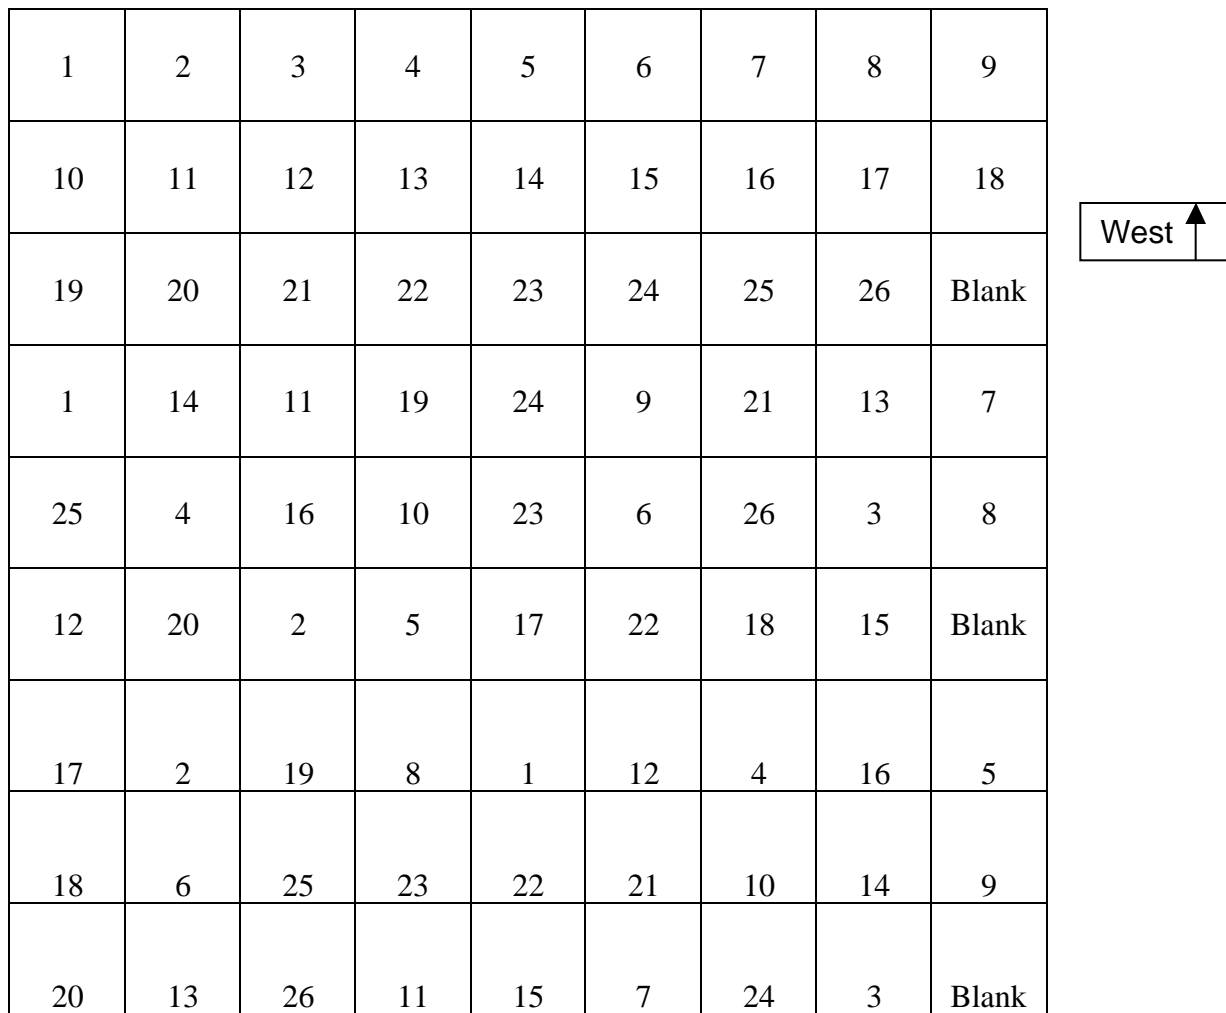 1 2 3 4 5 6 7 8 9
10 11 12 13 14 15 16 17 18
West
19 20 21 22 23 24 25 26 Blank
1 14 11 19 24 9 21 13 7
25 4 16 10 23 6 26 3 8
12 20 2 5 17 22 18 15 Blank
17 2 19 8 1 12 4 16 5
18 6 25 23 22 21 10 14 9
20 13 26 11 15 7 24 3 Blank